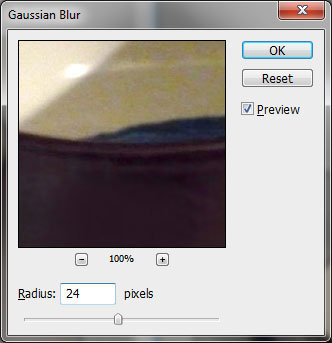 Gaussian Blur
OK
Reset
Preview
100%
Radius: 24 pixels